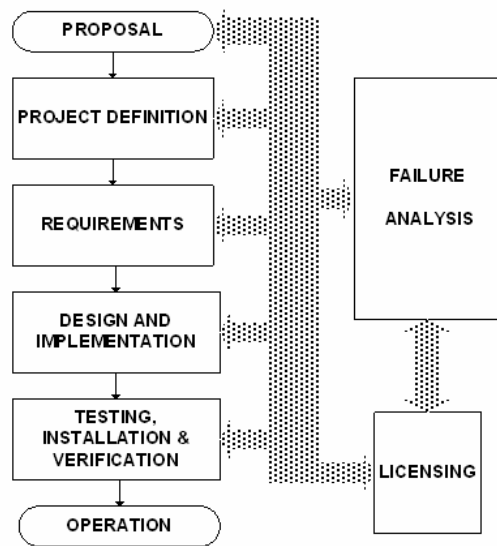 PROPOSAL
PROJECT DEFINITION
REQUIREMENTS
DESIGN AND
IMPLEMENTATION
TESTING,
INSTALLATION &
VERIFICATION
OPERATION
FAILURE
ANALYSIS
LICENSING